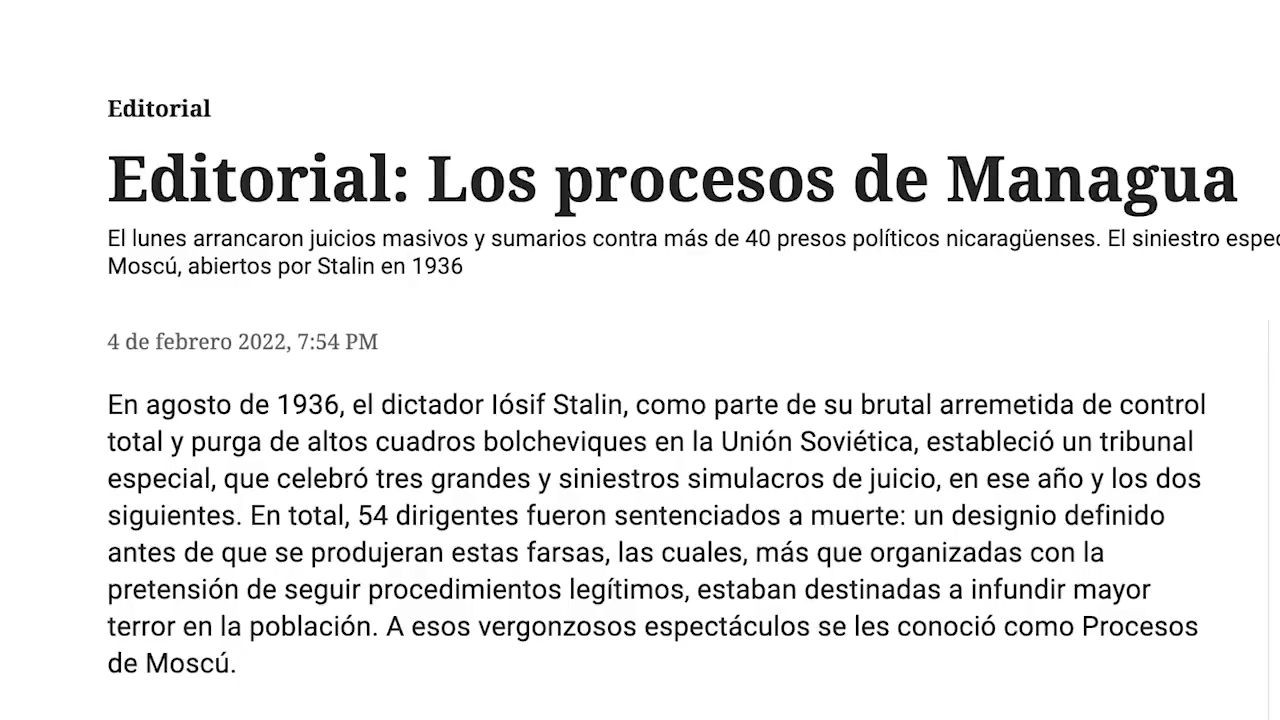 Editorial
Editorial: Los procesos de Managua
El lunes arrancaron juicios masivos y sumarios contra más de 40 presos políticos nicaragüenses. El siniestro
Moscú, abiertos por Stalin en 1936
4 de febrero 2022, 7:54 PM
En agosto de 1936, el dictador Iósif Stalin, como parte de su brutal arremetida de control
total y purga de altos cuadros bolcheviques en la Unión Soviética, estableció un tribunal
especial, que celebró tres grandes y siniestros simulacros de juicio, en ese año y los dos
siguientes. En total, 54 dirigentes fueron sentenciados a muerte: un designio definido
antes de que se produjeran estas farsas, las cuales, más que organizadas con la
pretensión de seguir procedimientos legítimos, estaban destinadas a infundir mayor
terror en la población. A esos vergonzosos espectáculos se les conoció como Procesos
de Moscú.